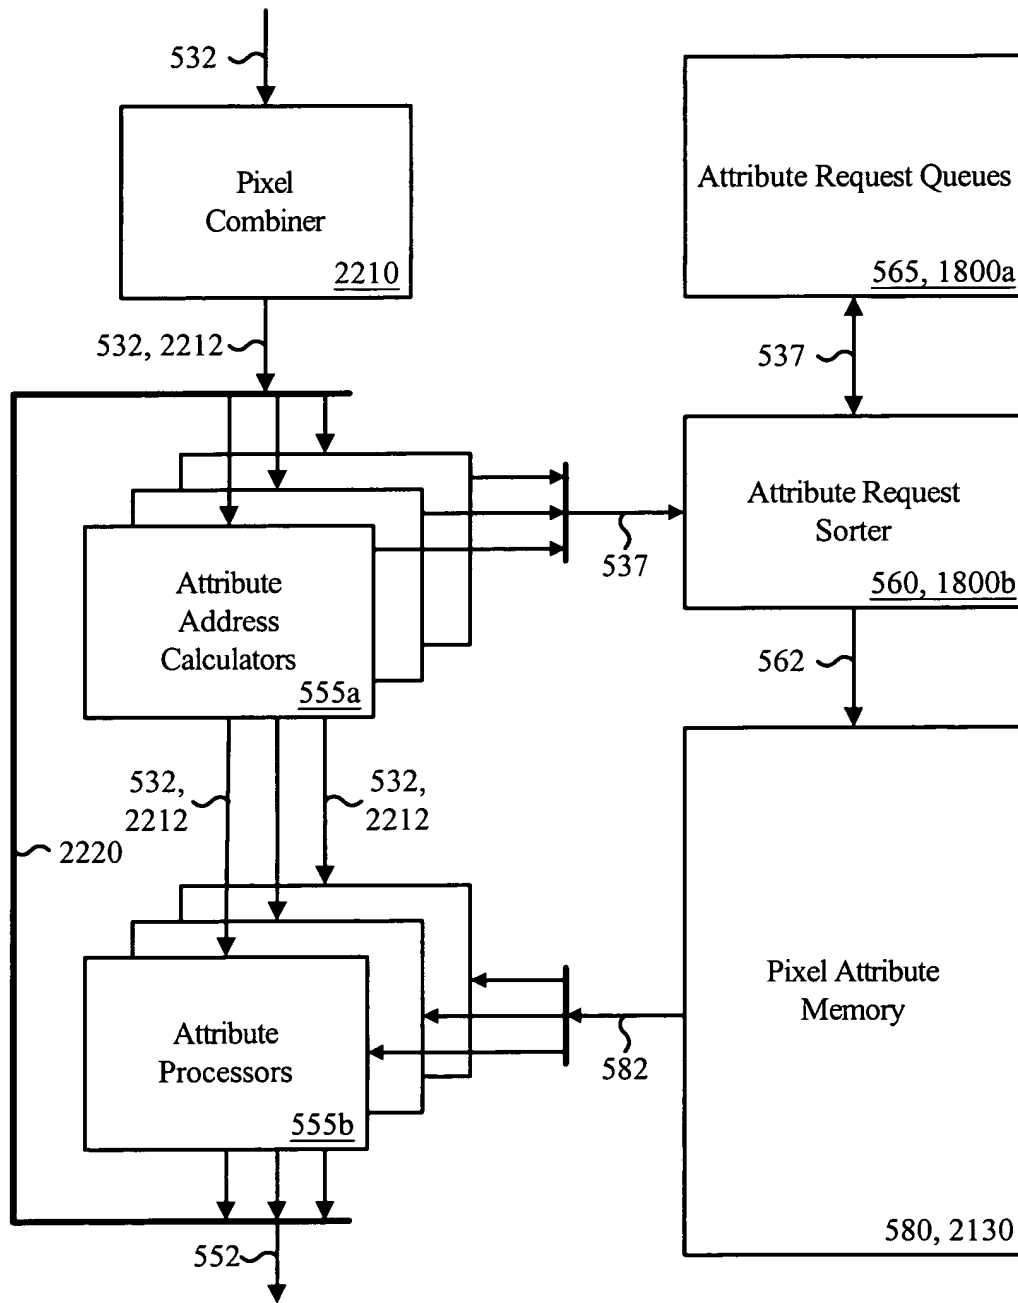 532
Pixel
Combiner
2210
532, 2212
Attribute Request Queues
565, 1800a
537
Attribute Request
Sorter
560, 1800b
537
Attribute
Address
Calculators
555a
562
532,
2212
532,
2212
2220
Pixel Attribute
Memory
580, 2130
582
Attribute
Processors
555b
552